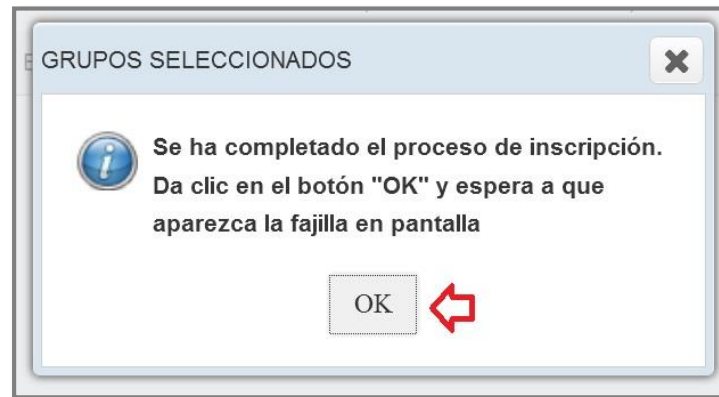 GRUPOS SELECCIONADOS
Se ha completado el proceso de inscripción.
Da clic en el botón "OK" y espera a que
aparezca la fajilla en pantalla
OK